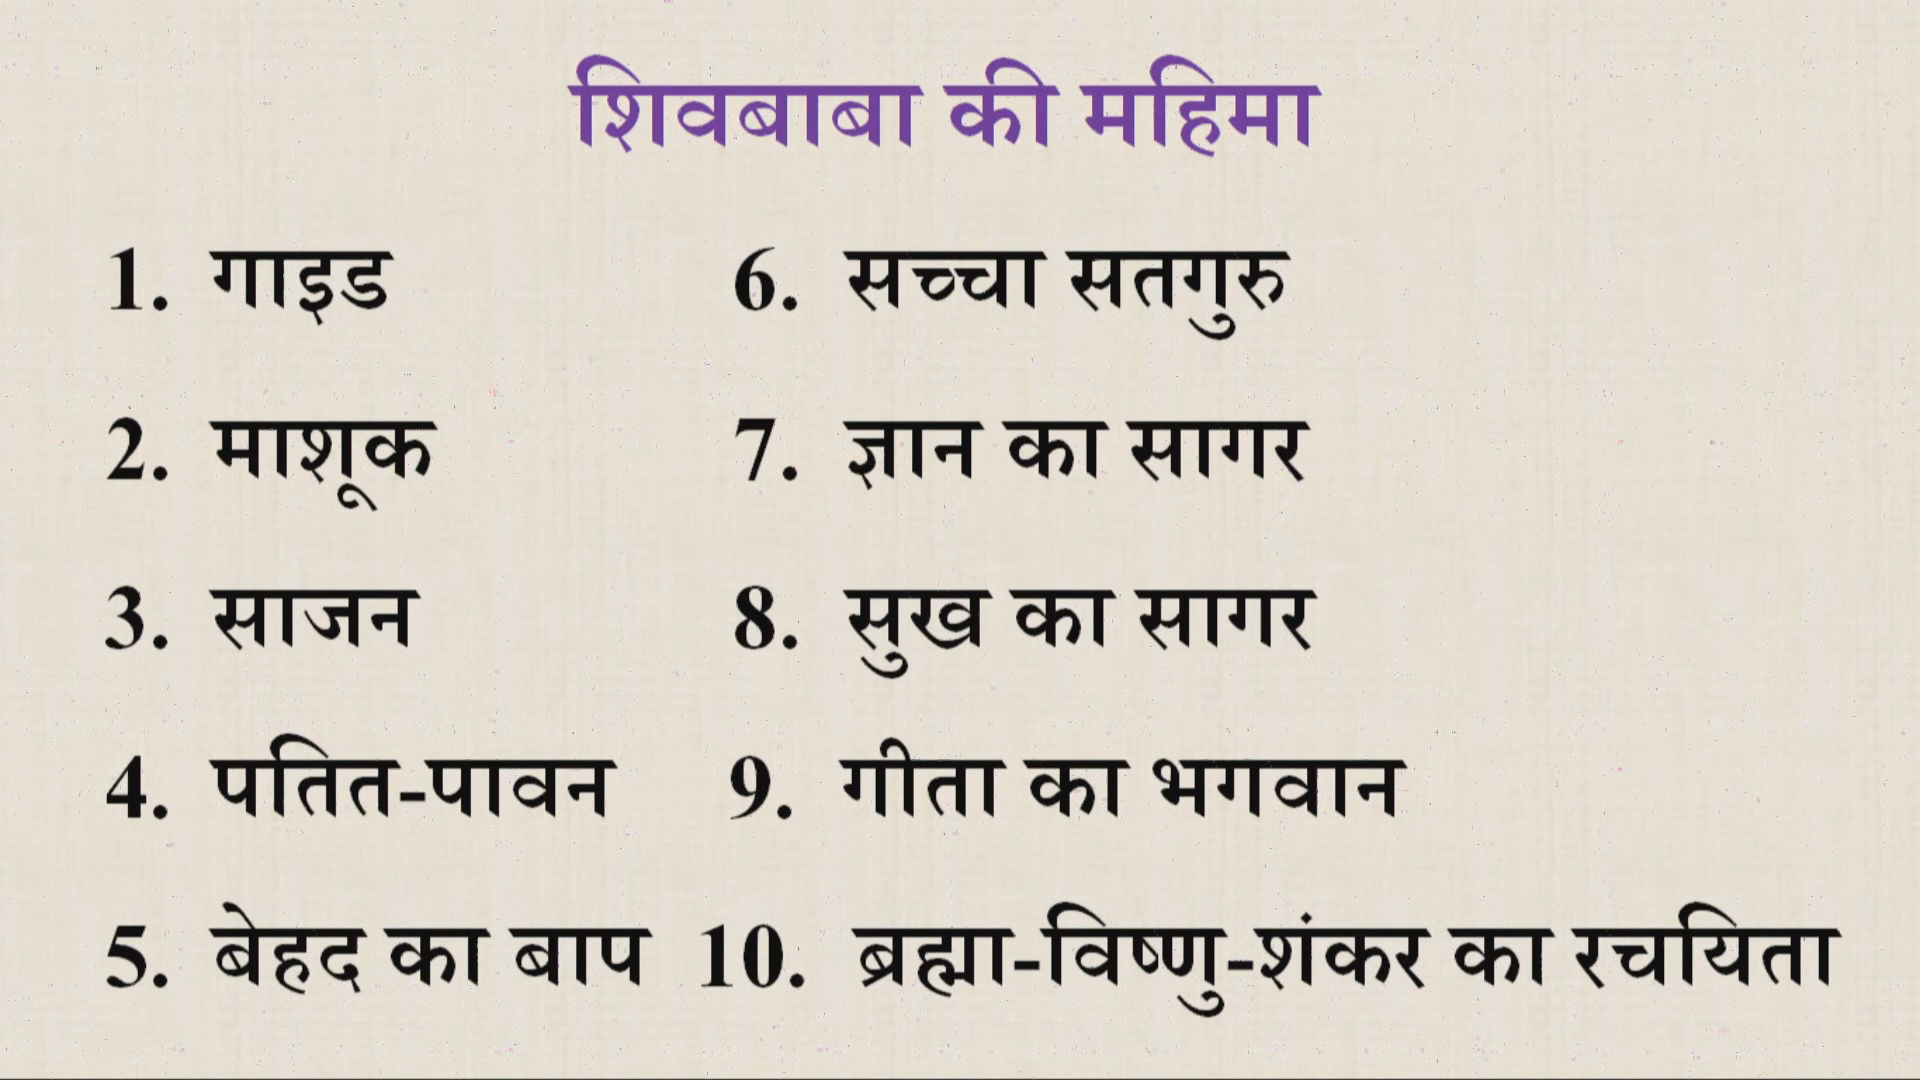 शिवबाबा की महिमा
1. गाइड
2. माशूक
3. साजन
4. पतित-पावन
5. बेहद का बाप
6. सच्चा सतगुरु
7. ज्ञान का सागर
8. सुख का सागर
9. गीता का भगवान
10. ब्रह्मा-विष्णु-शंकर का रचयिता